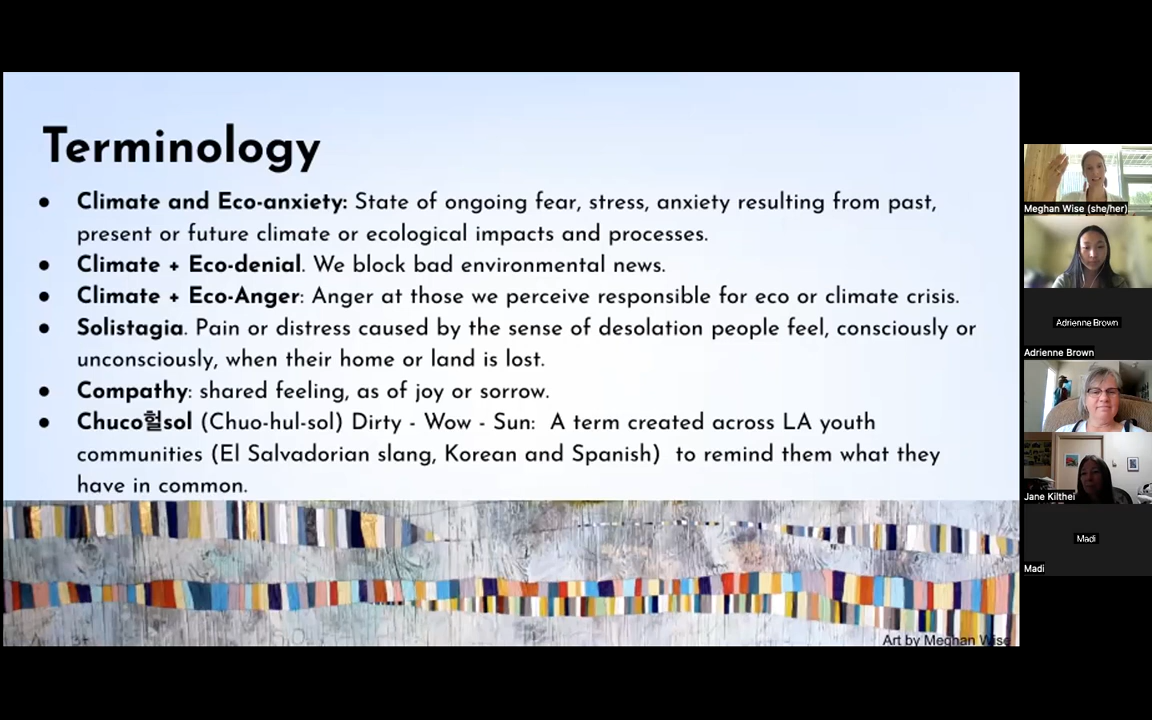 Terminology
● Climate and Eco-anxiety: State of ongoing fear, stress, anxiety resulting from past,
present or future climate or ecological impacts and processes.
● Climate + Eco-denial. We block bad environmental news.
● Climate + Eco-Anger: Anger at those we perceive responsible for eco or climate crisis.
● Solistagia. Pain or distress caused by the sense of desolation people feel, consciously or
unconsciously, when their home or land is lost.
● Compathy: shared feeling, as of joy or sorrow.
● Chuco헐sol (Chuo-hul-sol) Dirty - Wow - Sun: A term created across LA youth
communities (El Salvadorian slang, Korean and Spanish) to remind them what they
have in common.
Art by Meghan Wise
Meghan Wise (she/her)
Adrienne Brown
Adrienne Brown
Jane Kilthei
Madi
Madi